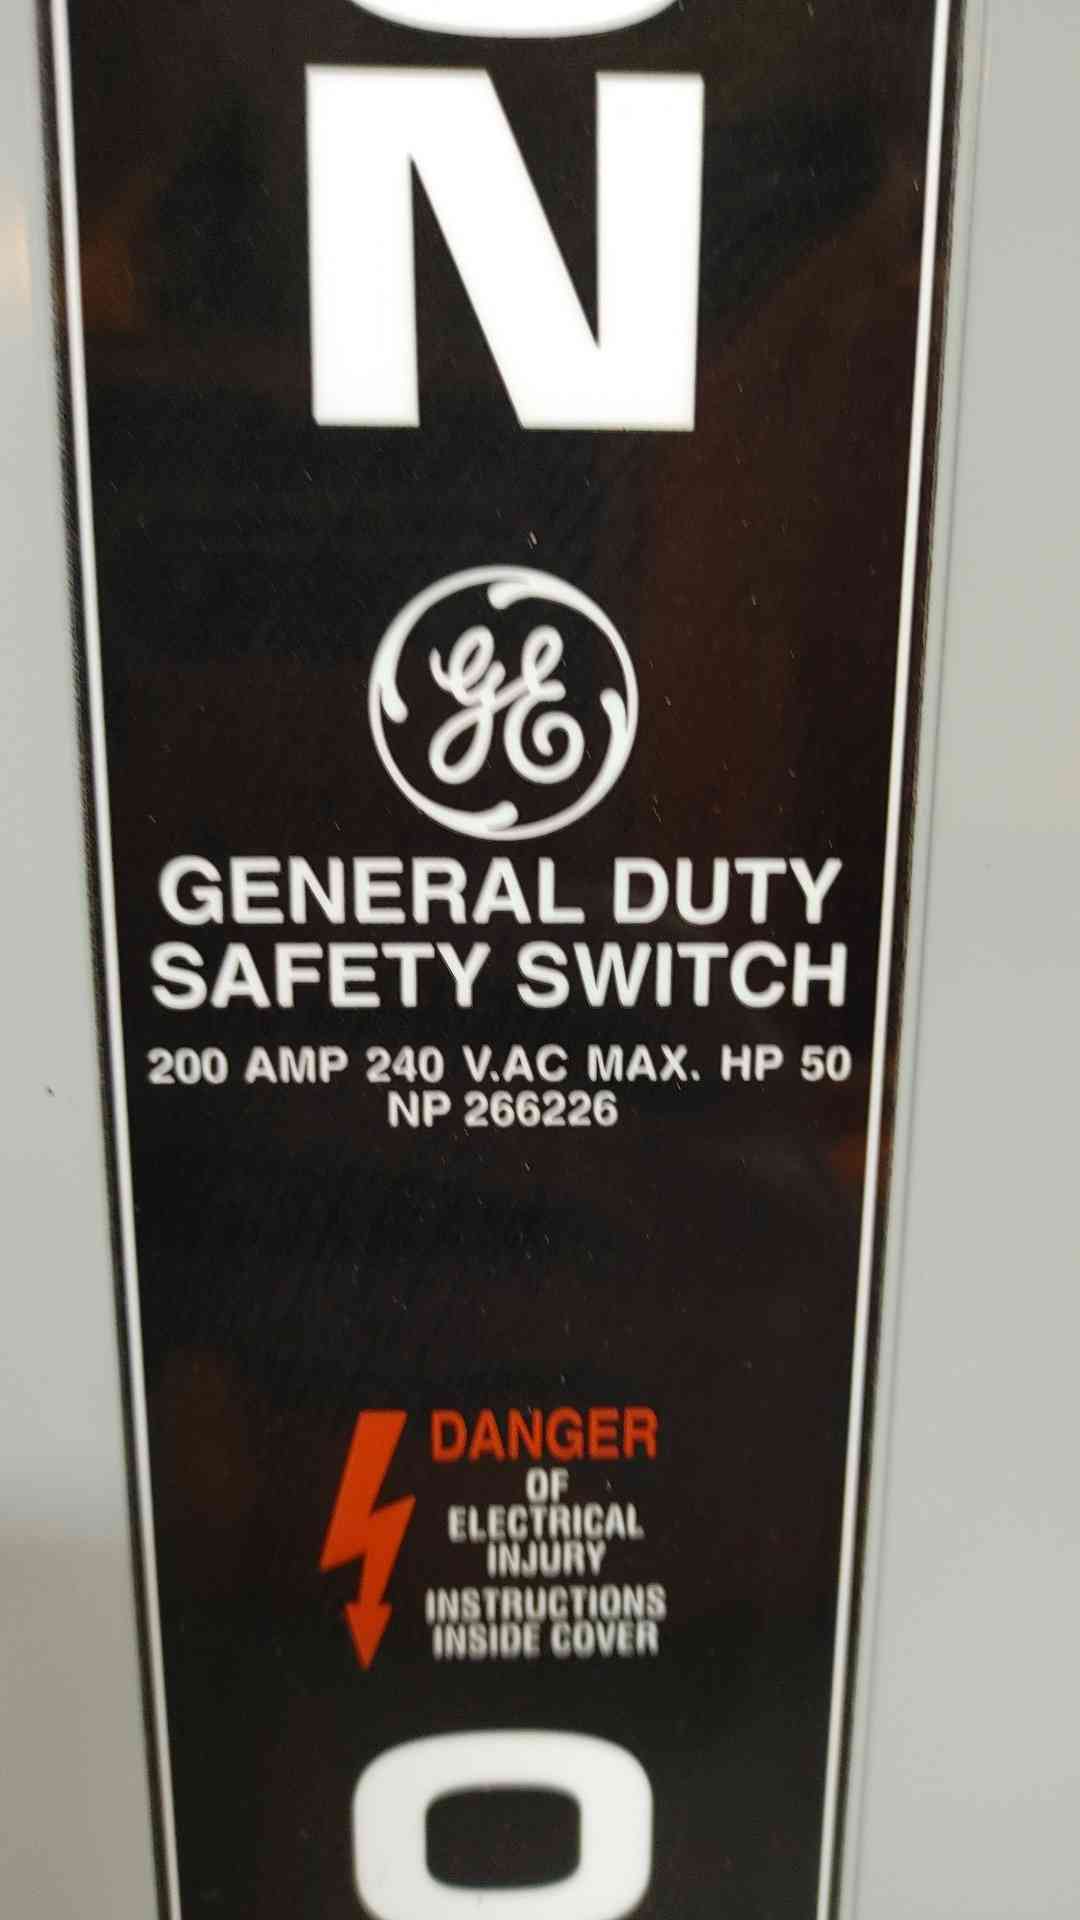 N
GE
GENERAL DUTY
SAFETY SWITCH
200 AMP 240 V.AC MAX. HP 50
NP 266226
DANGER
OF
ELECTRICAL
INJURY
INSTRUCTIONS
INSIDE COVER
O